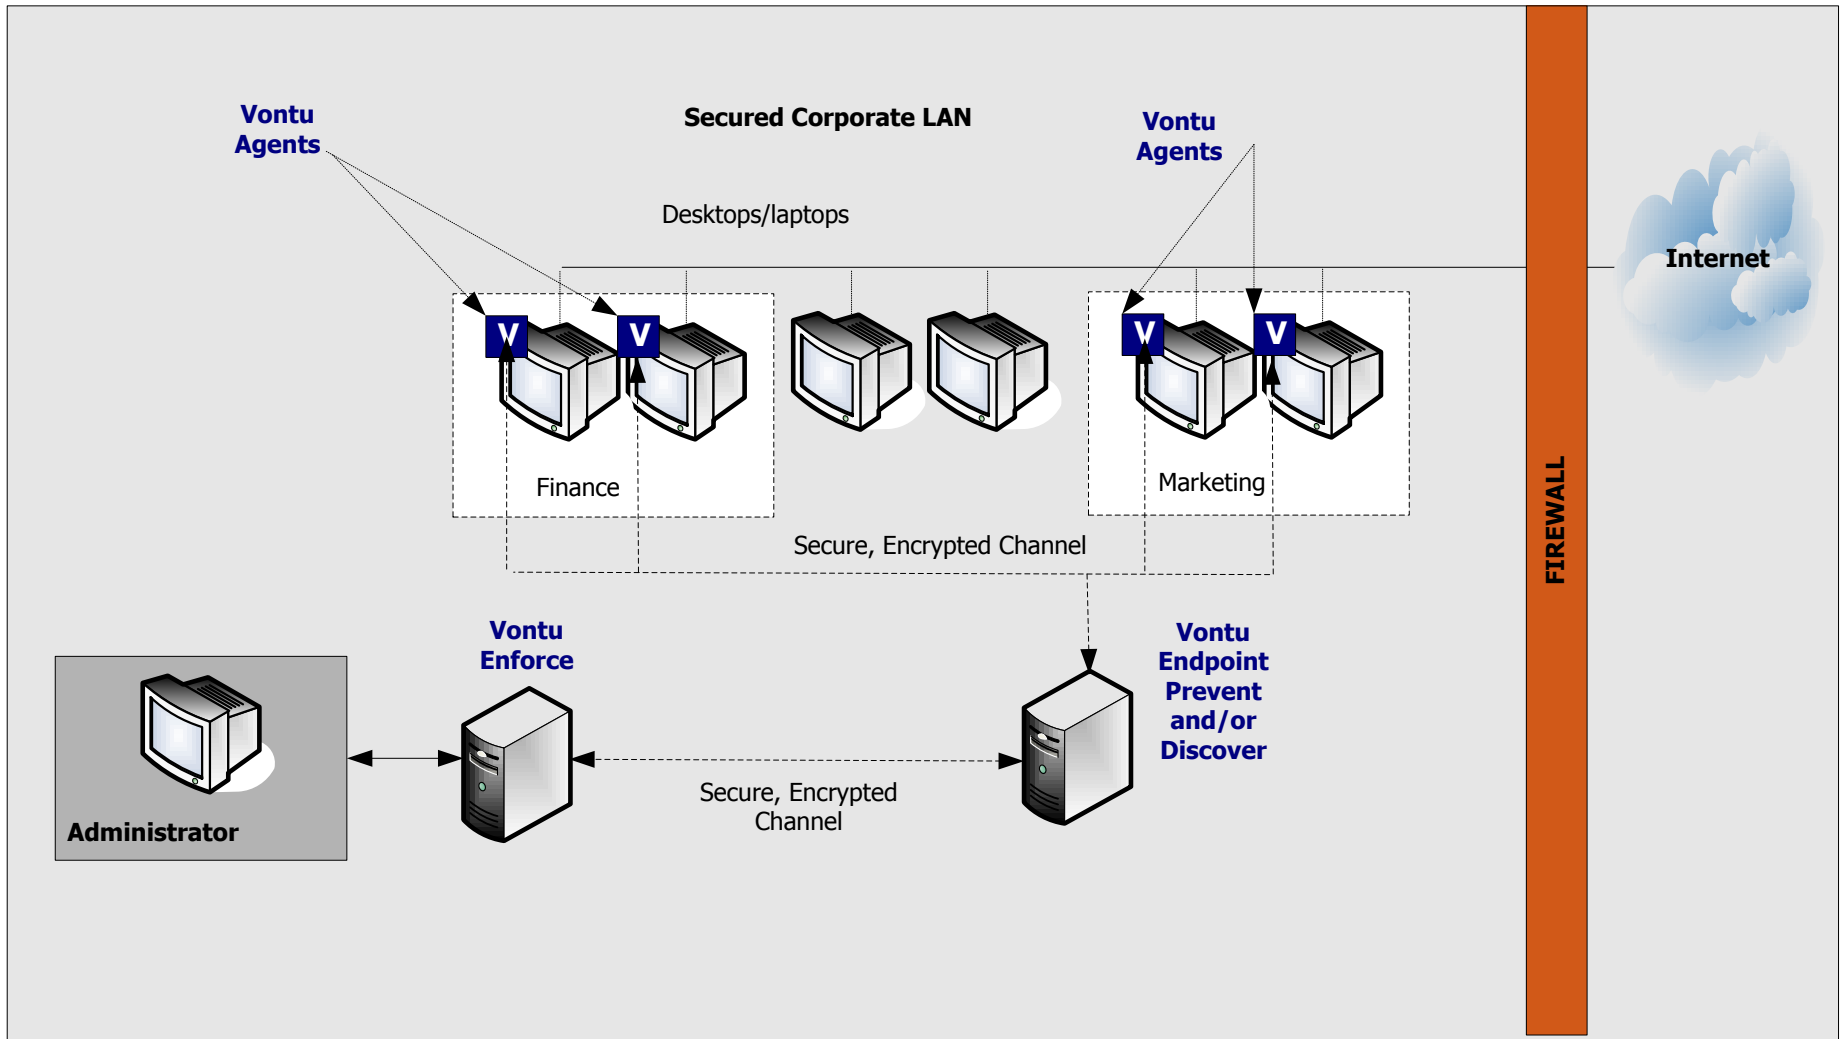 Vontu
Agents
Secured Corporate LAN
Vontu
Agents
Desktops/laptops
Internet
V
V
V
V
Finance
Marketing
Secure, Encrypted Channel
FIREWALL
Vontu
Enforce
Vontu
Endpoint
Prevent
and/or
Discover
Secure, Encrypted
Channel
Administrator